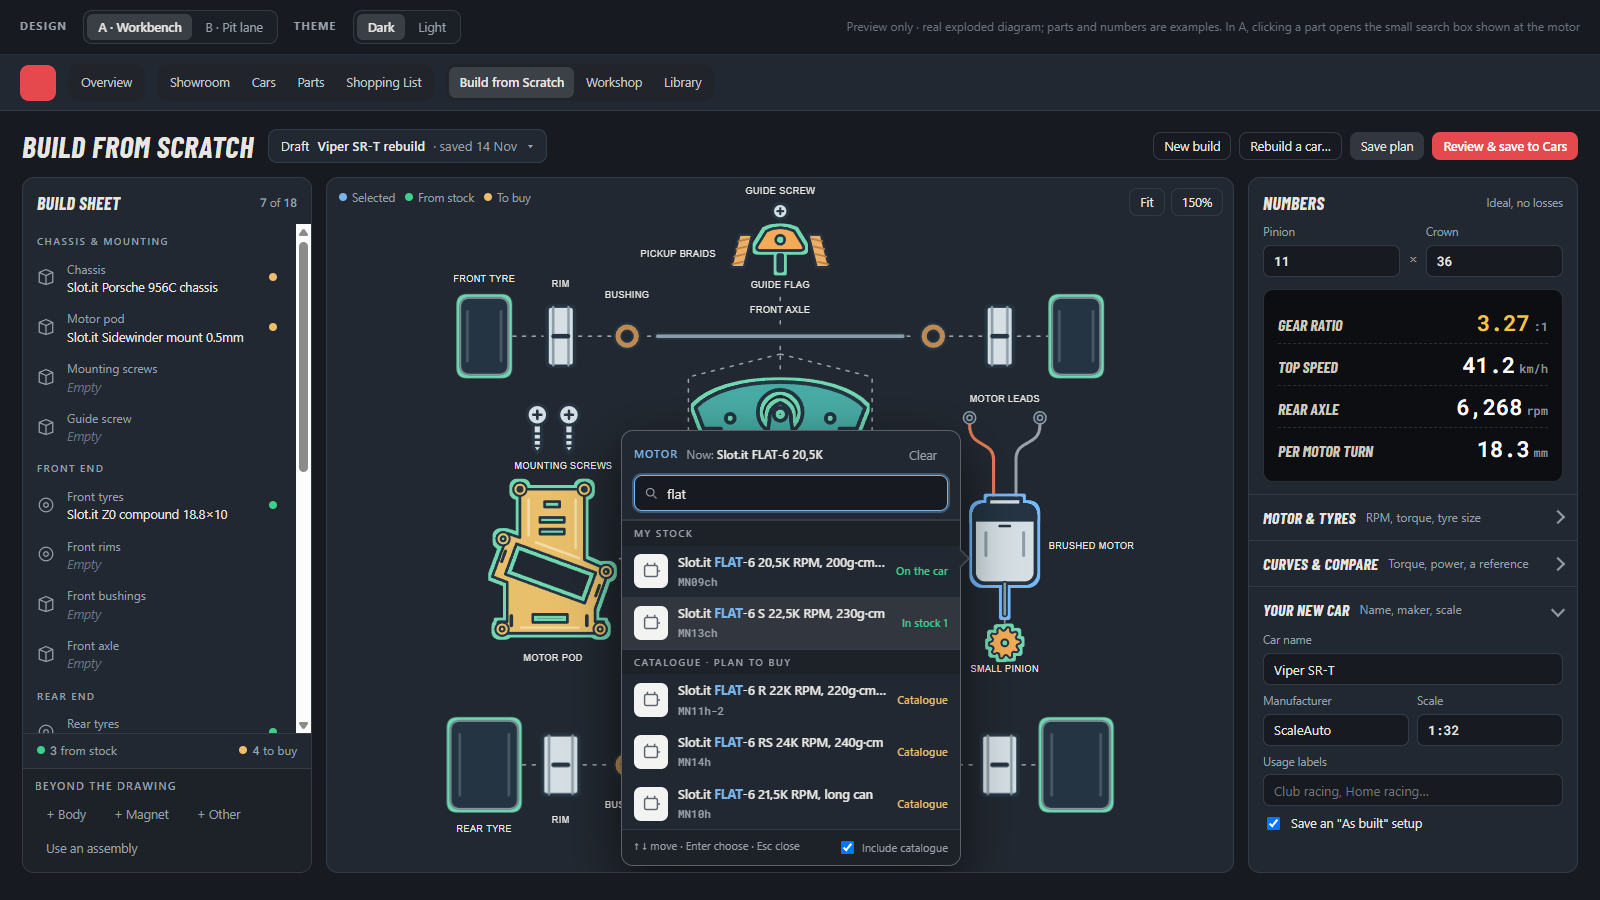 DESIGN
A · Workbench
B · Pit lane
THEME
Dark
Light
Preview only · real exploded diagram; parts and numbers are examples. In A, clicking a part opens the small search box shown at the motor
Overview
Showroom
Cars
Parts
Shopping List
Build from Scratch
Workshop
Library
BUILD FROM SCRATCH
Draft Viper SR-T rebuild · saved 14 Nov
New build
Rebuild a car...
Save plan
Review & save to Cars
BUILD SHEET
7 of 18
CHASSIS & MOUNTING
Chassis
Slot.it Porsche 956C chassis
Motor pod
Slot.it Sidewinder mount 0.5mm
Mounting screws
Empty
Guide screw
Empty
FRONT END
Front tyres
Slot.it Z0 compound 18.8×10
Front rims
Empty
Front bushings
Empty
Front axle
Empty
REAR END
Rear tyres
3 from stock
4 to buy
BEYOND THE DRAWING
+ Body
+ Magnet
+ Other
Use an assembly
Selected
From stock
To buy
Fit
150%
GUIDE SCREW
PICKUP BRAIDS
GUIDE FLAG
FRONT TYRE
RIM
BUSHING
FRONT AXLE
MOTOR LEADS
MOUNTING SCREWS
BRUSHED MOTOR
MOTOR POD
SMALL PINION
BUS
RIM
REAR TYRE
MOTOR
Now: Slot.it FLAT-6 20,5K
Clear
flat
MY STOCK
Slot.it FLAT-6 20,5K RPM, 200g·cm...
MN09ch
On the car
Slot.it FLAT-6 S 22,5K RPM, 230g·cm
MN13ch
In stock 1
CATALOGUE · PLAN TO BUY
Slot.it FLAT-6 R 22K RPM, 220g·cm...
MN11h-2
Catalogue
Slot.it FLAT-6 RS 24K RPM, 240g·cm
MN14h
Catalogue
Slot.it FLAT-6 21,5K RPM, long can
MN10h
Catalogue
↑↓ move · Enter choose · Esc close
Include catalogue
NUMBERS
Ideal, no losses
Pinion
Crown
11
×
36
GEAR RATIO
3.27 :1
TOP SPEED
41.2 km/h
REAR AXLE
6,268 rpm
PER MOTOR TURN
18.3 mm
MOTOR & TYRES
RPM, torque, tyre size
CURVES & COMPARE
Torque, power, a reference
YOUR NEW CAR
Name, maker, scale
Car name
Viper SR-T
Manufacturer
Scale
ScaleAuto
1:32
Usage labels
Club racing, Home racing...
Save an "As built" setup